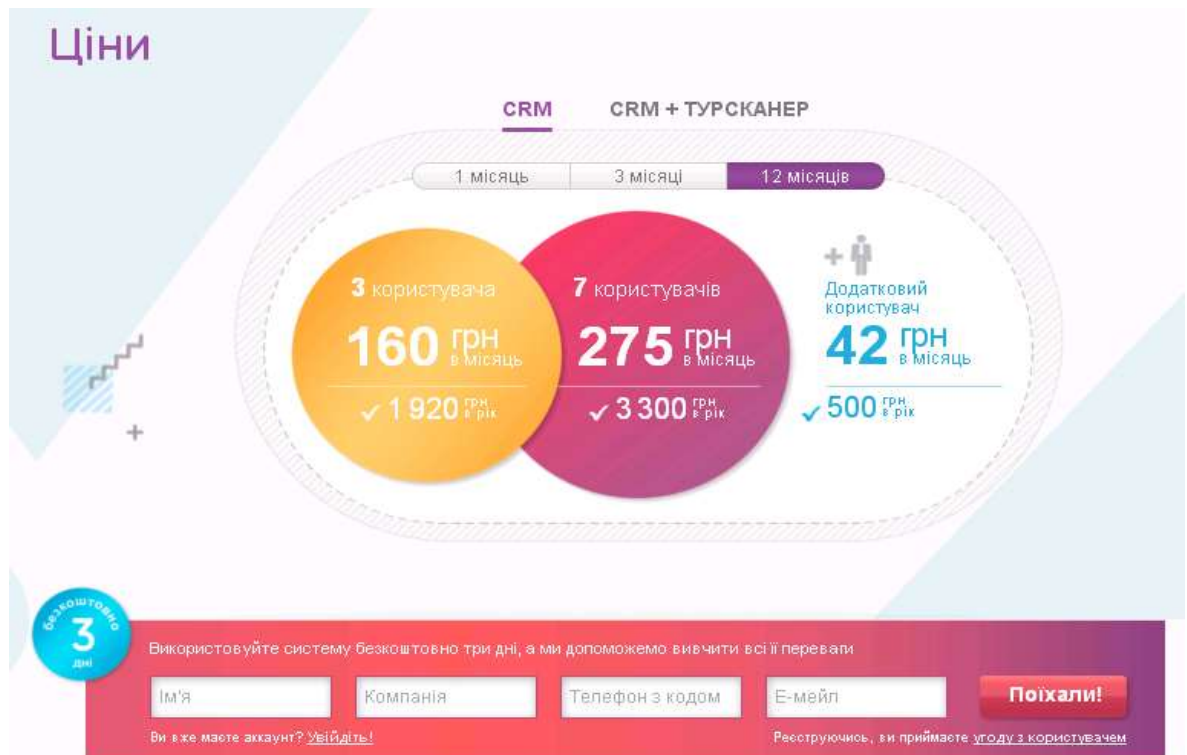 Ціни
CRM
CRM + ТУРСКАНЕР
1 місяць
3 місяці
12 місяців
3 користувача
160 грн в місяць
1 920 грн в рік
7 користувачів
275 грн в місяць
3 300 грн в рік
+
Додатковий
користувач
42 грн в місяць
500 грн в рік
безкоштовно
3
дні
Використовуйте систему безкоштовно три дні, а ми допоможемо вивчити всі її переваги
Ім'я
Компанія
Телефон з кодом
Е-мейл
Поїхали!
Ви вже маєте аккаунт? Увійдіть!
Реєструючись, ви приймаєте угоду з користувачем